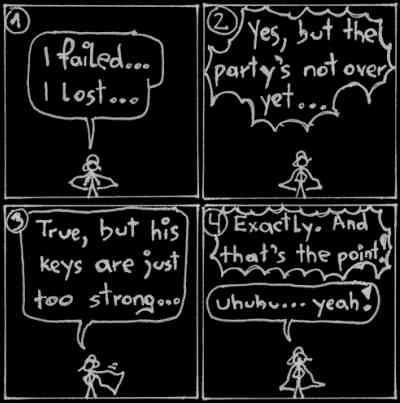 1
I failed...
I lost...
2.
Yes, but the
party's not over
yet...
3
True, but his
keys are just
too strong...
4
Exactly. And
that's the point!
uhuhu... yeah!